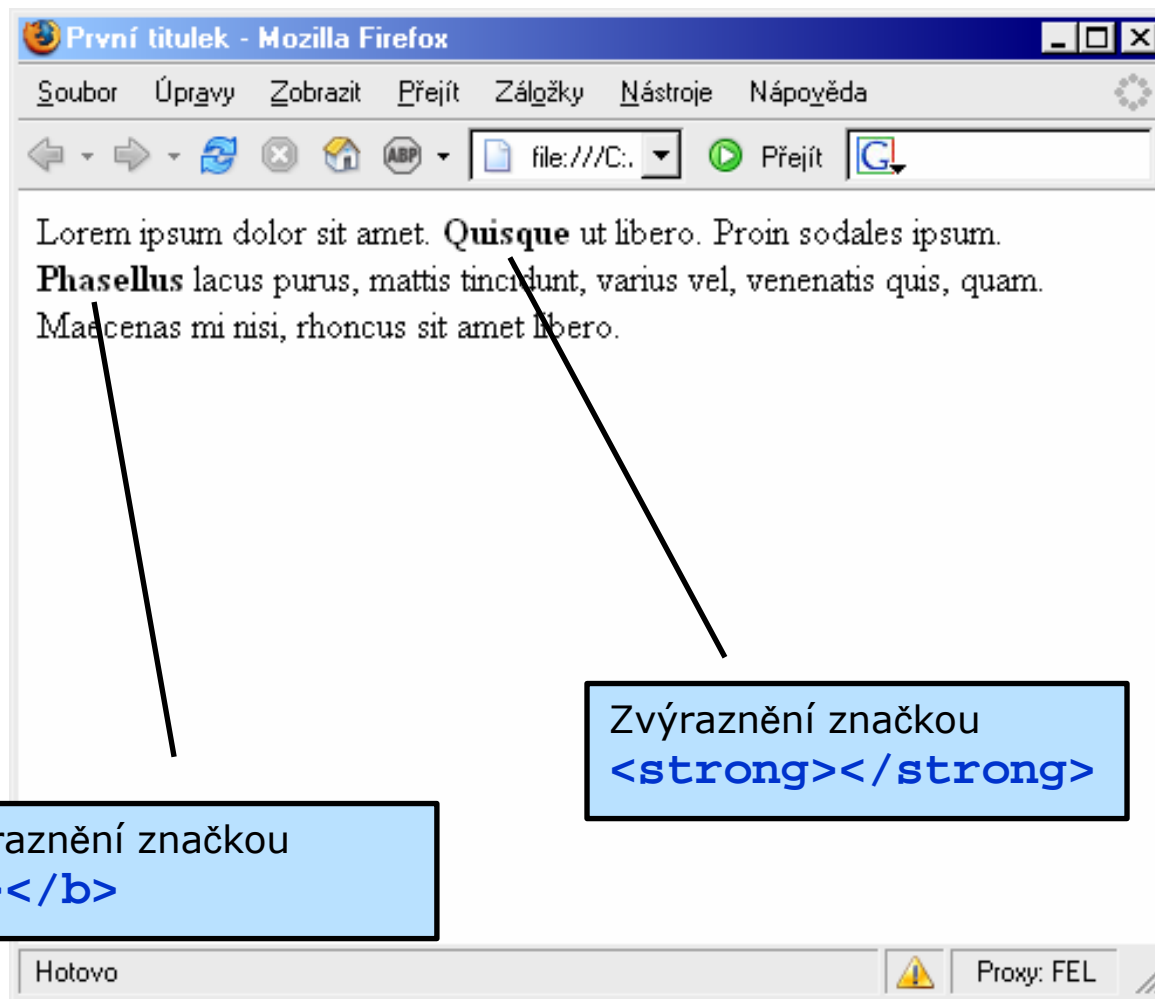 První titulek - Mozilla Firefox
Soubor Úpravy Zobrazit Přejít Záložky Nástroje Nápověda
ABP file:///C:. Přejít G
Lorem ipsum dolor sit amet. Quisque ut libero. Proin sodales ipsum.
Phasellus lacus purus, mattis tincidunt, varius vel, venenatis quis, quam.
Maecenas mi nisi, rhoncus sit amet libero.
Zvýraznění značkou
<strong></strong>
raznění značkou
></b>
Hotovo Proxy: FEL